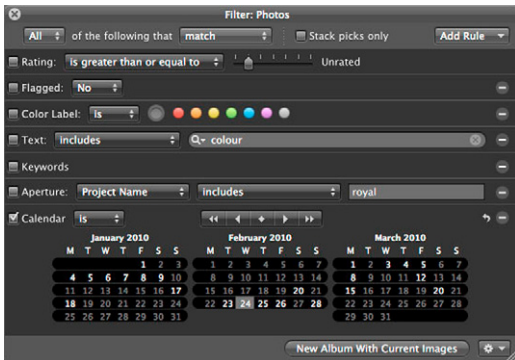 Filter: Photos
All of the following that match Stack picks only Add Rule
Rating: is greater than or equal to Unrated
Flagged: No
Color Label: is
Text: includes colour
Keywords
Aperture: Project Name includes royal
Calendar is
January 2010 February 2010 March 2010
M T W T F S S M T W T F S S M T W T F S S
1 2 3 1 2 3 4 5 6 7 1 2 3 4 5 6 7
4 5 6 7 8 9 10 8 9 10 11 12 13 14 8 9 10 11 12 13 14
11 12 13 14 15 16 17 15 16 17 18 19 20 21 15 16 17 18 19 20 21
18 19 20 21 22 23 24 22 23 24 25 26 27 28 22 23 24 25 26 27 28
25 26 27 28 29 30 31 29 30 31
New Album With Current Images